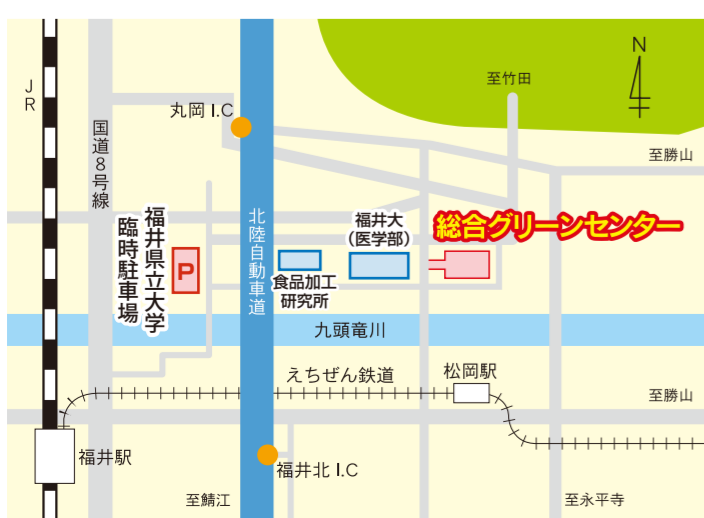 N
至竹田
JR
丸岡 I.C
国道8号線
至勝山
北陸自動車道
福井県立大学
臨時駐車場
P
福井大
(医学部)
総合グリーンセンター
食品加工
研究所
九頭竜川
えちぜん鉄道
松岡駅
至勝山
福井駅
福井北 I.C
至鯖江
至永平寺